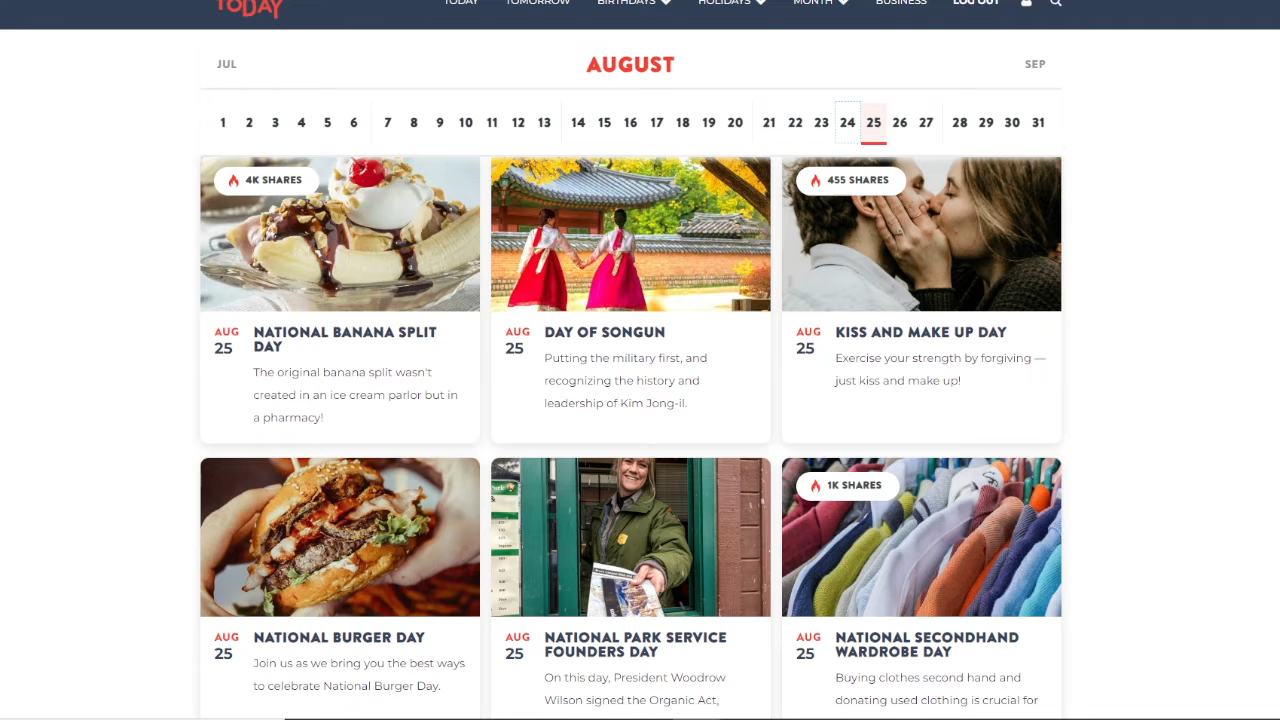 TODAY
TODAY TOMORROW BIRTHDAYS HOLIDAYS MONTH BUSINESS LOG OUT
JUL AUGUST SEP
1 2 3 4 5 6 7 8 9 10 11 12 13 14 15 16 17 18 19 20 21 22 23 24 25 26 27 28 29 30 31
4K SHARES
455 SHARES
AUG
25
NATIONAL BANANA SPLIT
DAY
The original banana split wasn't
created in an ice cream parlor but in
a pharmacy!
AUG
25
DAY OF SONGUN
Putting the military first, and
recognizing the history and
leadership of Kim Jong-il.
AUG
25
KISS AND MAKE UP DAY
Exercise your strength by forgiving —
just kiss and make up!
1K SHARES
AUG
25
NATIONAL BURGER DAY
Join us as we bring you the best ways
to celebrate National Burger Day.
AUG
25
NATIONAL PARK SERVICE
FOUNDERS DAY
On this day, President Woodrow
Wilson signed the Organic Act,
AUG
25
NATIONAL SECONDHAND
WARDROBE DAY
Buying clothes second hand and
donating used clothing is crucial for